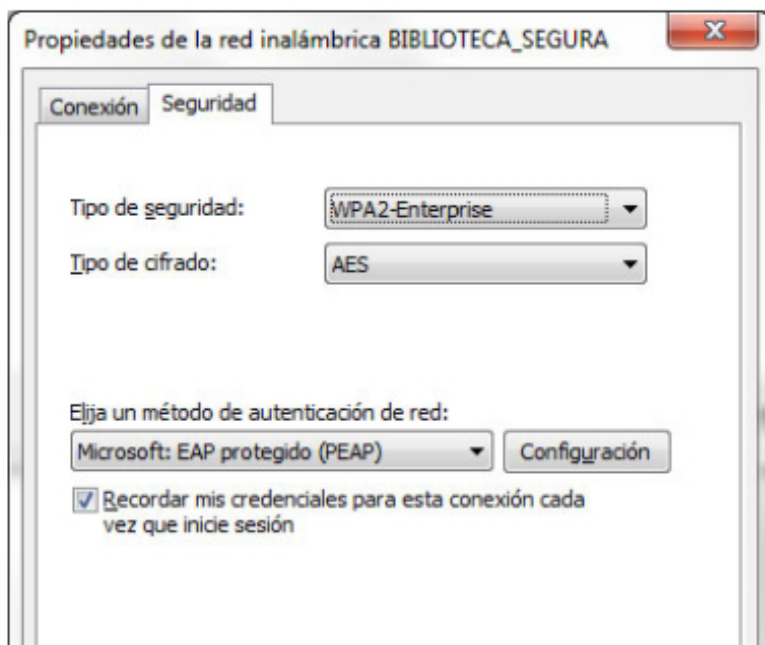 Propiedades de la red inalámbrica BIBLIOTECA_SEGURA
Conexión
Seguridad
Tipo de seguridad:
WPA2-Enterprise
Tipo de cifrado:
AES
Elija un método de autenticación de red:
Microsoft: EAP protegido (PEAP)
Configuración
Recordar mis credenciales para esta conexión cada
vez que inicie sesión